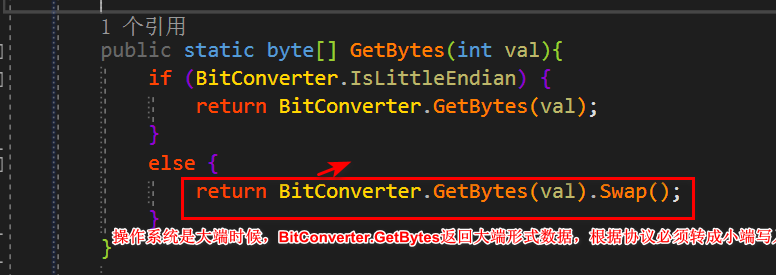 1 个引用
public static byte[] GetBytes(int val){
if (BitConverter.IsLittleEndian) {
return BitConverter.GetBytes(val);
}
else {
return BitConverter.GetBytes(val).Swap();
}
操作系统是大端时候，BitConverter.GetBytes返回大端形式数据，根据协议必须转成小端写
}